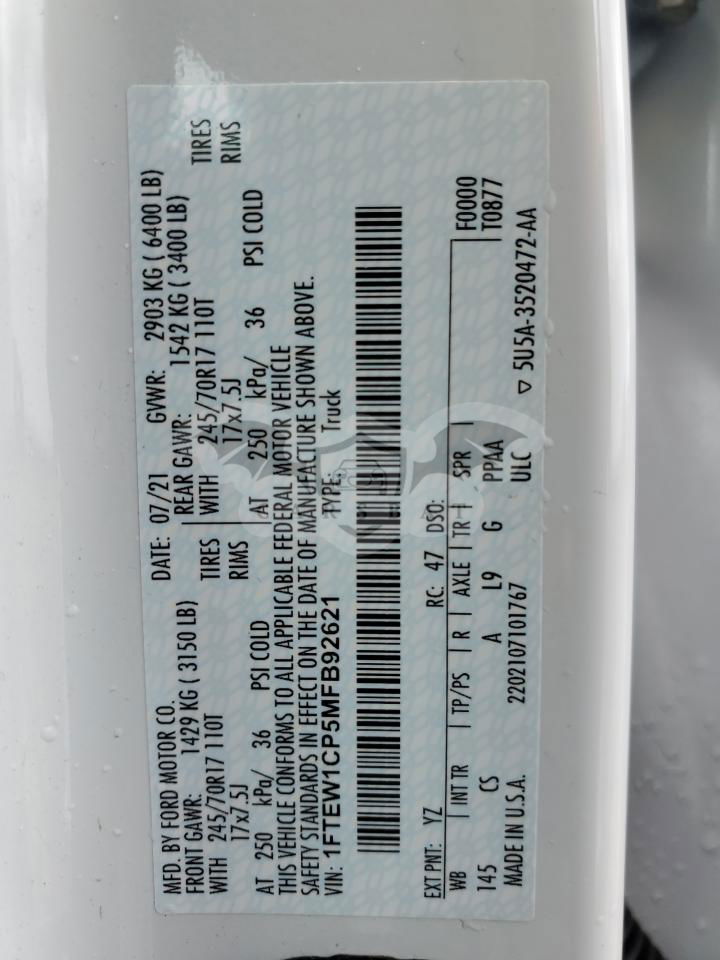 MFD. BY FORD MOTOR CO. DATE: 07/21 GVWR: 2903 KG ( 6400 LB)
FRONT GAWR: 1429 KG ( 3150 LB) REAR GAWR: 1542 KG ( 3400 LB)
WITH 245/70R17 110T TIRES WITH 245/70R17 110T TIRES
17x7.5J RIMS 17x7.5J RIMS
AT 250 kPa/ 36 PSI COLD AT 250 kPa/ 36 PSI COLD
THIS VEHICLE CONFORMS TO ALL APPLICABLE FEDERAL MOTOR VEHICLE
SAFETY STANDARDS IN EFFECT ON THE DATE OF MANUFACTURE SHOWN ABOVE.
VIN: 1FTEW1CP5MFB92621 TYPE: Truck
EXT PNT: YZ RC: 47 DSO: F0000
WB INT TR TP/PS R AXLE TR SPR T0877
145 CS A L9 G PPAA
MADE IN U.S.A. 2202107101767 ULC ▽ 5U5A-3520472-AA